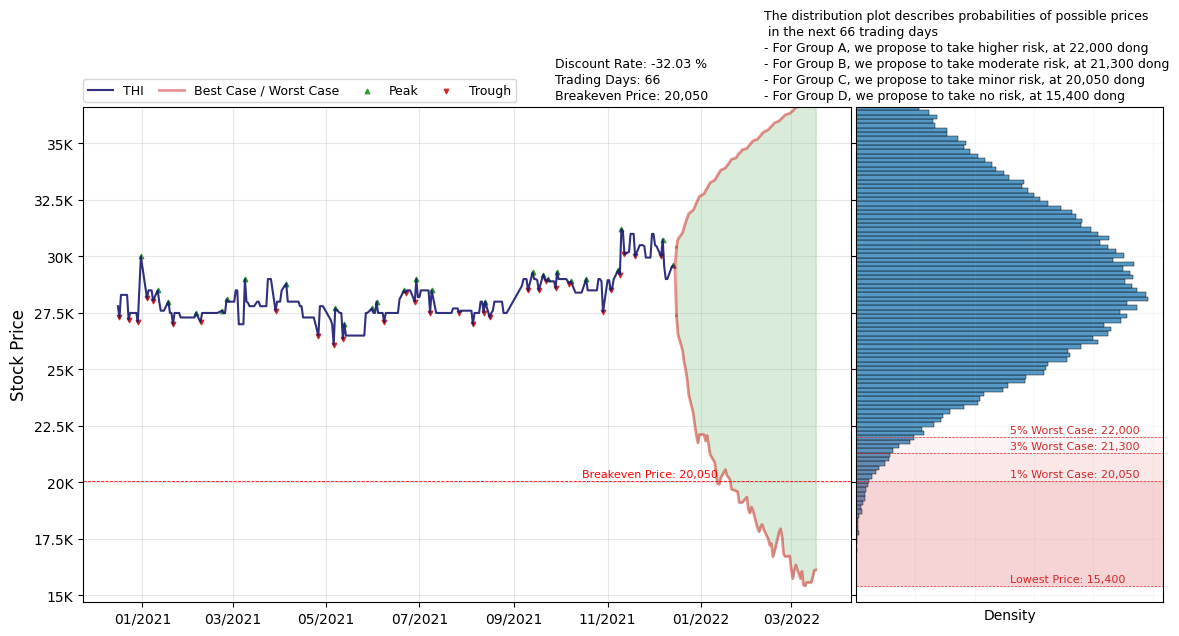 The distribution plot describes probabilities of possible prices
in the next 66 trading days
- For Group A, we propose to take higher risk, at 22,000 dong
- For Group B, we propose to take moderate risk, at 21,300 dong
- For Group C, we propose to take minor risk, at 20,050 dong
- For Group D, we propose to take no risk, at 15,400 dong
Discount Rate: -32.03 %
Trading Days: 66
Breakeven Price: 20,050
THI
Best Case / Worst Case
Peak
Trough
Stock Price
35K
32.5K
30K
27.5K
25K
22.5K
20K
17.5K
15K
Breakeven Price: 20,050
01/2021
03/2021
05/2021
07/2021
09/2021
11/2021
01/2022
03/2022
5% Worst Case: 22,000
3% Worst Case: 21,300
1% Worst Case: 20,050
Lowest Price: 15,400
Density